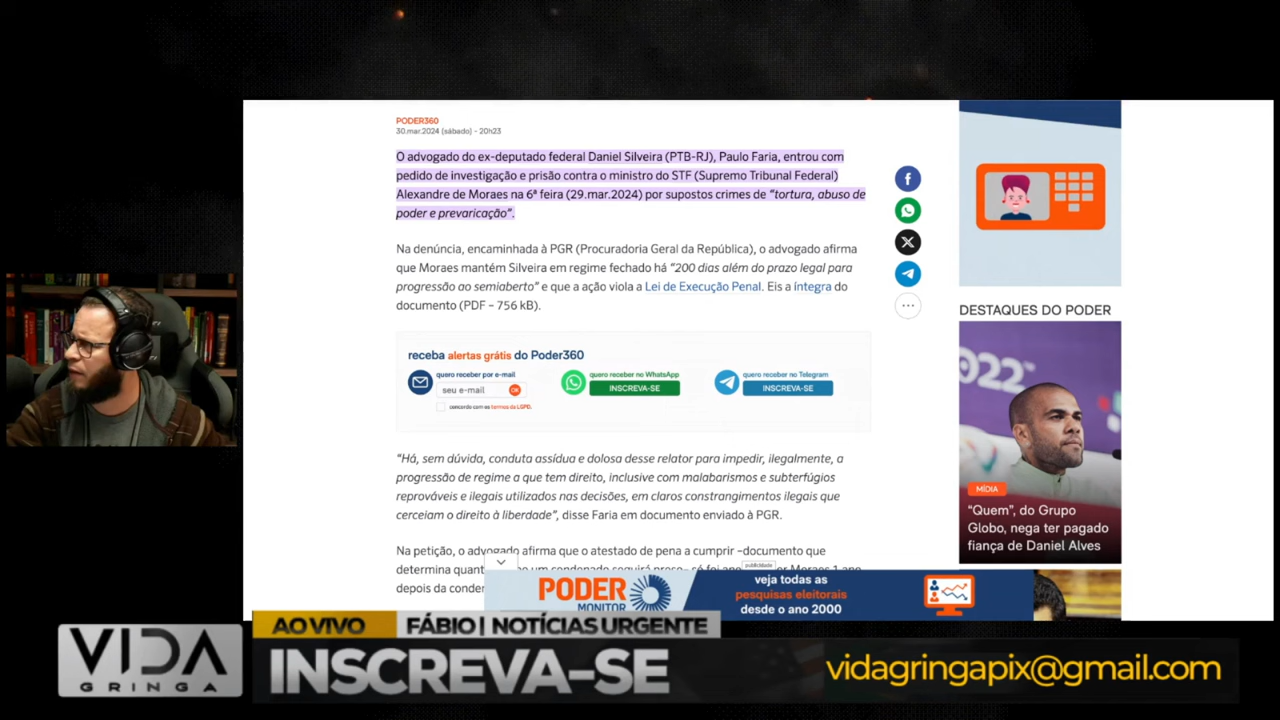 PODER360
30.mar.2024 (sábado) - 20h23
O advogado do ex-deputado federal Daniel Silveira (PTB-RJ), Paulo Faria, entrou com
pedido de investigação e prisão contra o ministro do STF (Supremo Tribunal Federal)
Alexandre de Moraes na 6ª feira (29.mar.2024) por supostos crimes de “tortura, abuso de
poder e prevaricação”.
Na denúncia, encaminhada à PGR (Procuradoria Geral da República), o advogado afirma
que Moraes mantém Silveira em regime fechado há “200 dias além do prazo legal para
progressão ao semiaberto” e que a ação viola a Lei de Execução Penal. Eis a íntegra do
documento (PDF – 756 kB).
receba alertas grátis do Poder360
quero receber por e-mail
seu e-mail
OK
concordo com os termos da LGPD.
quero receber no WhatsApp
INSCREVA-SE
quero receber no Telegram
INSCREVA-SE
“Há, sem dúvida, conduta assídua e dolosa desse relator para impedir, ilegalmente, a
progressão de regime a que tem direito, inclusive com malabarismos e subterfúgios
reprováveis e ilegais utilizados nas decisões, em claros constrangimentos ilegais que
cerceiam o direito à liberdade”, disse Faria em documento enviado à PGR.
Na petição, o advogado afirma que o atestado de pena a cumprir –documento que
determina
depois da
DESTAQUES DO PODER
2022
MÍDIA
“Quem”, do Grupo
Globo, nega ter pagado
fiança de Daniel Alves
publicidade
PODER
MONITOR
veja todas as
pesquisas eleitorais
desde o ano 2000
AO VIVO
FÁBIO | NOTÍCIAS URGENTE
VIDA
GRINGA
INSCREVA-SE
vidagringapix@gmail.com